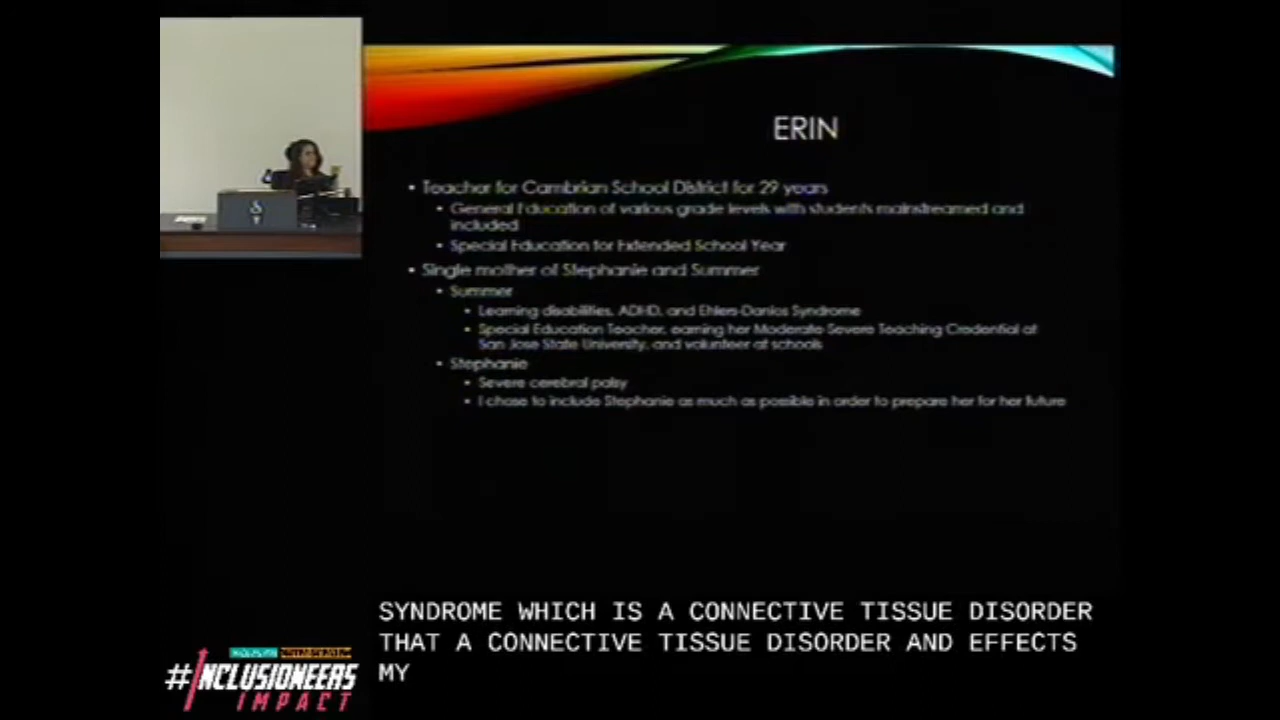 ERIN
• Teacher for Cambrian School District for 29 years
• General Education of various grade levels with students mainstreamed and
included
• Special Education for Extended School Year
• Single mother of Stephanie and Summer
• Summer
• Learning disabilities, ADHD, and Ehlers-Danlos Syndrome
• Special Education Teacher, earning her Moderate-Severe Teaching Credential at
San Jose State University, and volunteer at schools
• Stephanie
• Severe cerebral palsy
• I chose to include Stephanie as much as possible in order to prepare her for her future
SYNDROME WHICH IS A CONNECTIVE TISSUE DISORDER
THAT A CONNECTIVE TISSUE DISORDER AND EFFECTS
MY
#INCLUSIONEERS
IMPACT